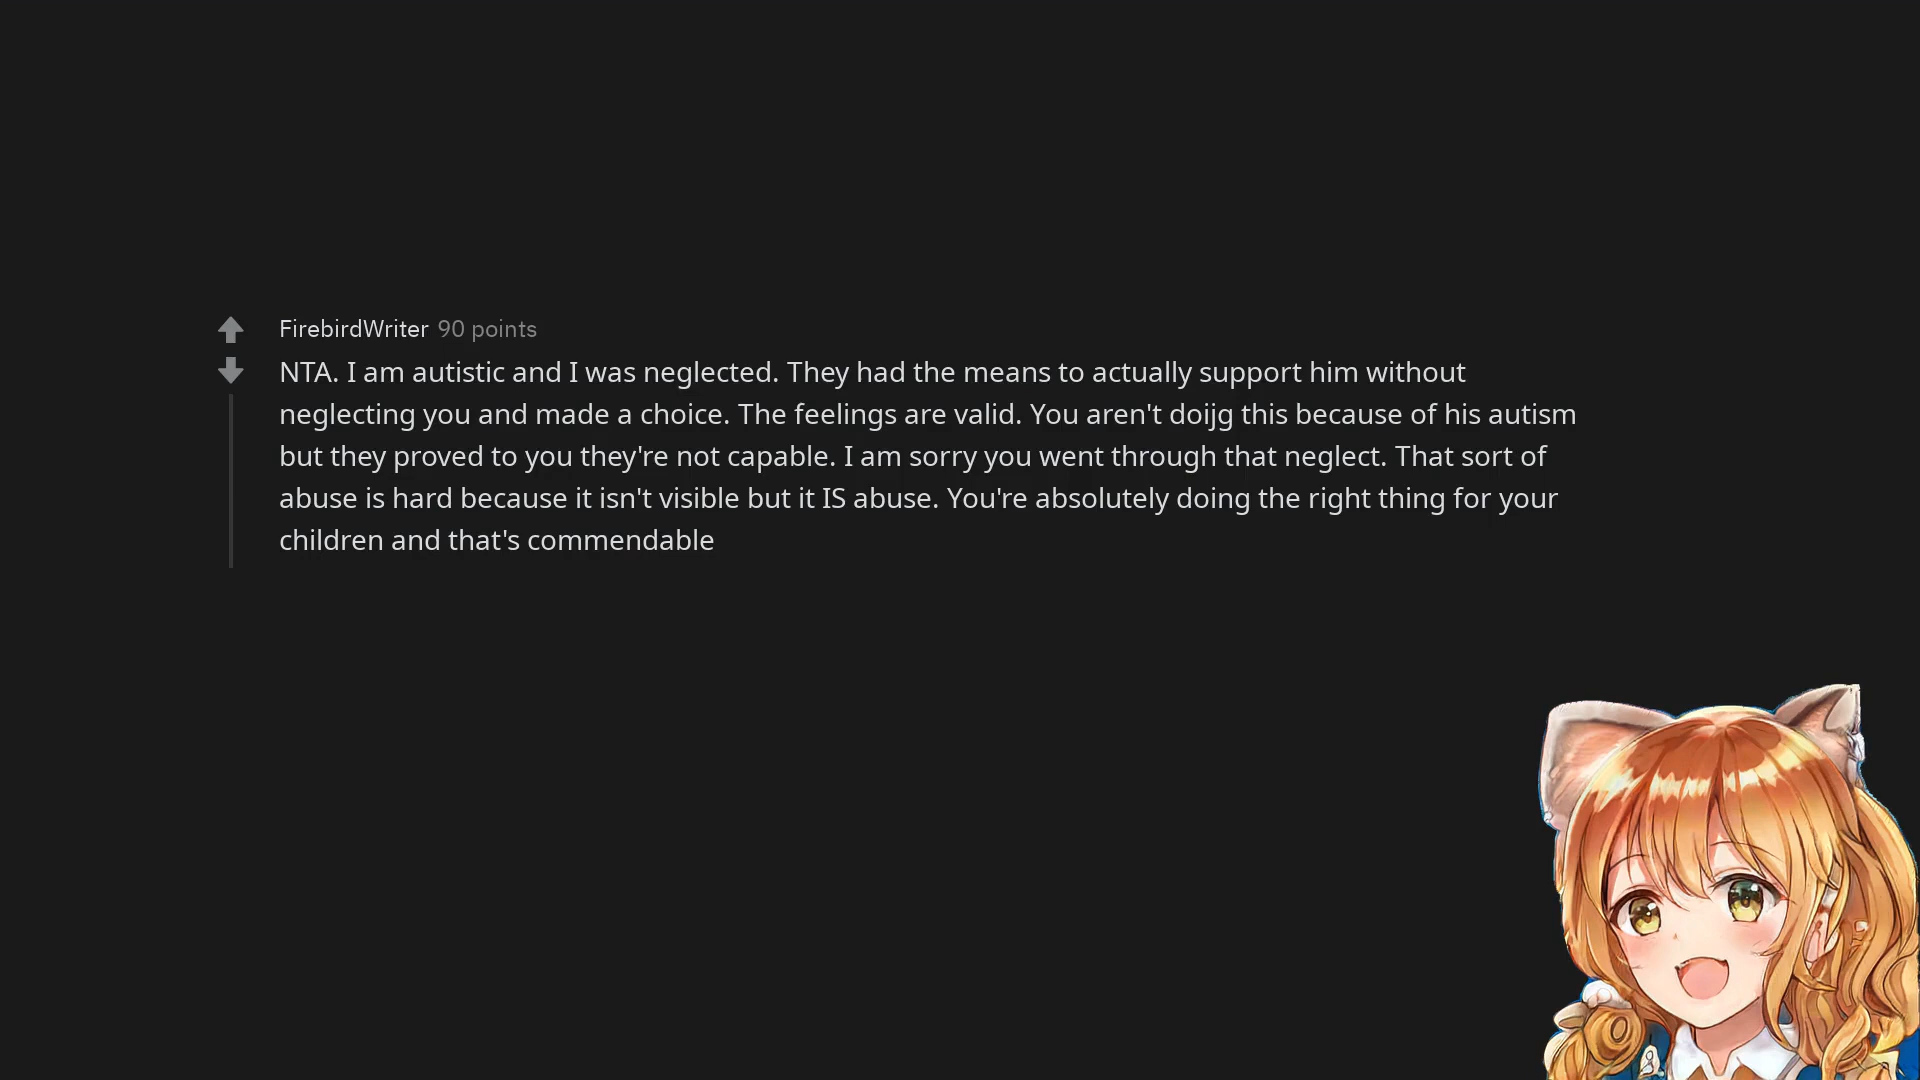 FirebirdWriter 90 points
NTA. I am autistic and I was neglected. They had the means to actually support him without
neglecting you and made a choice. The feelings are valid. You aren't doijg this because of his autism
but they proved to you they're not capable. I am sorry you went through that neglect. That sort of
abuse is hard because it isn't visible but it IS abuse. You're absolutely doing the right thing for your
children and that's commendable